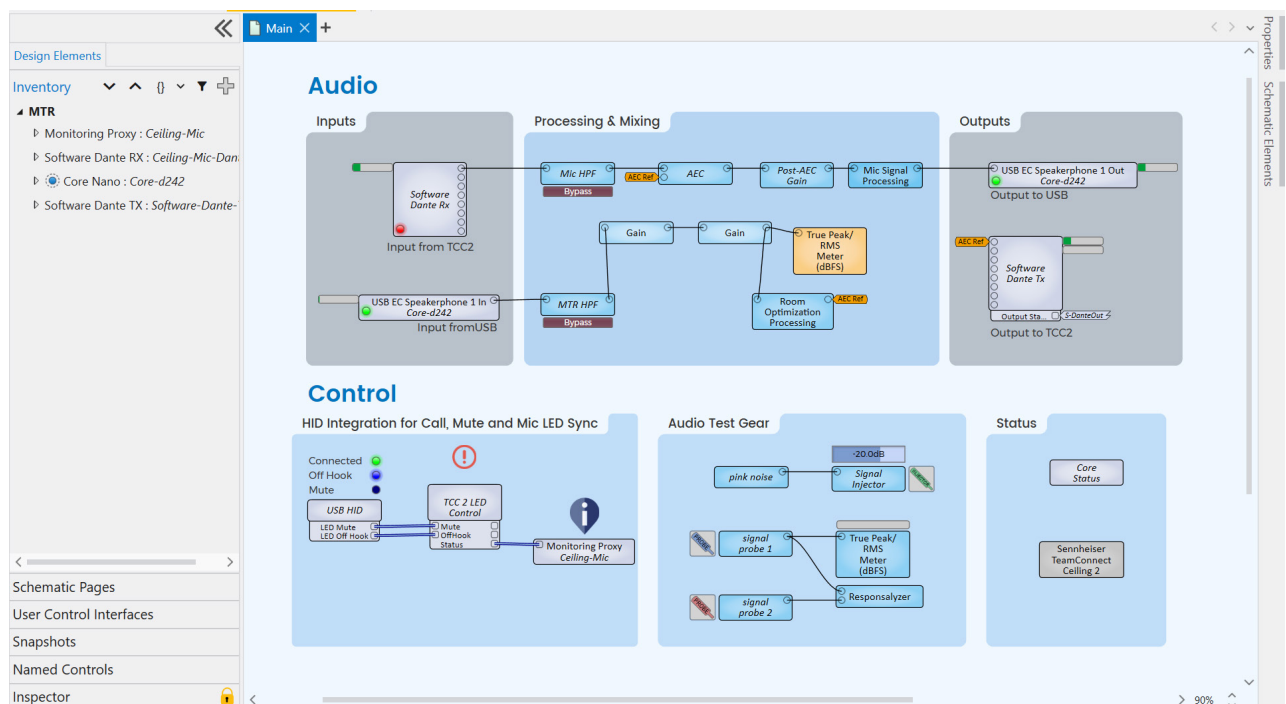 Main
Properties
Schematic Elements
Design Elements
Inventory
{}
MTR
Monitoring Proxy : Ceiling-Mic
Software Dante RX : Ceiling-Mic-Dan
Core Nano : Core-d242
Software Dante TX : Software-Dante-
Schematic Pages
User Control Interfaces
Snapshots
Named Controls
Inspector
Audio
Inputs
Software
Dante Rx
Input from TCC2
USB EC Speakerphone 1 In
Core-d242
Input fromUSB
Processing & Mixing
Mic HPF
Bypass
AEC Ref
AEC
Post-AEC
Gain
Mic Signal
Processing
Gain
Gain
True Peak/
RMS
Meter
(dBFS)
MTR HPF
Bypass
Room
Optimization
Processing
AEC Ref
Outputs
USB EC Speakerphone 1 Out
Core-d242
Output to USB
AEC Ref
Software
Dante Tx
Output Sta...
S-DanteOut
Output to TCC2
Control
HID Integration for Call, Mute and Mic LED Sync
Connected
Off Hook
Mute
USB HID
LED Mute
LED Off Hook
TCC 2 LED
Control
Mute
OffHook
Status
Monitoring Proxy
Ceiling-Mic
Audio Test Gear
-20.0dB
pink noise
Signal
Injector
PROBE
signal
probe 1
True Peak/
RMS
Meter
(dBFS)
Responsalyzer
PROBE
signal
probe 2
Status
Core
Status
Sennheiser
TeamConnect
Ceiling 2
90%